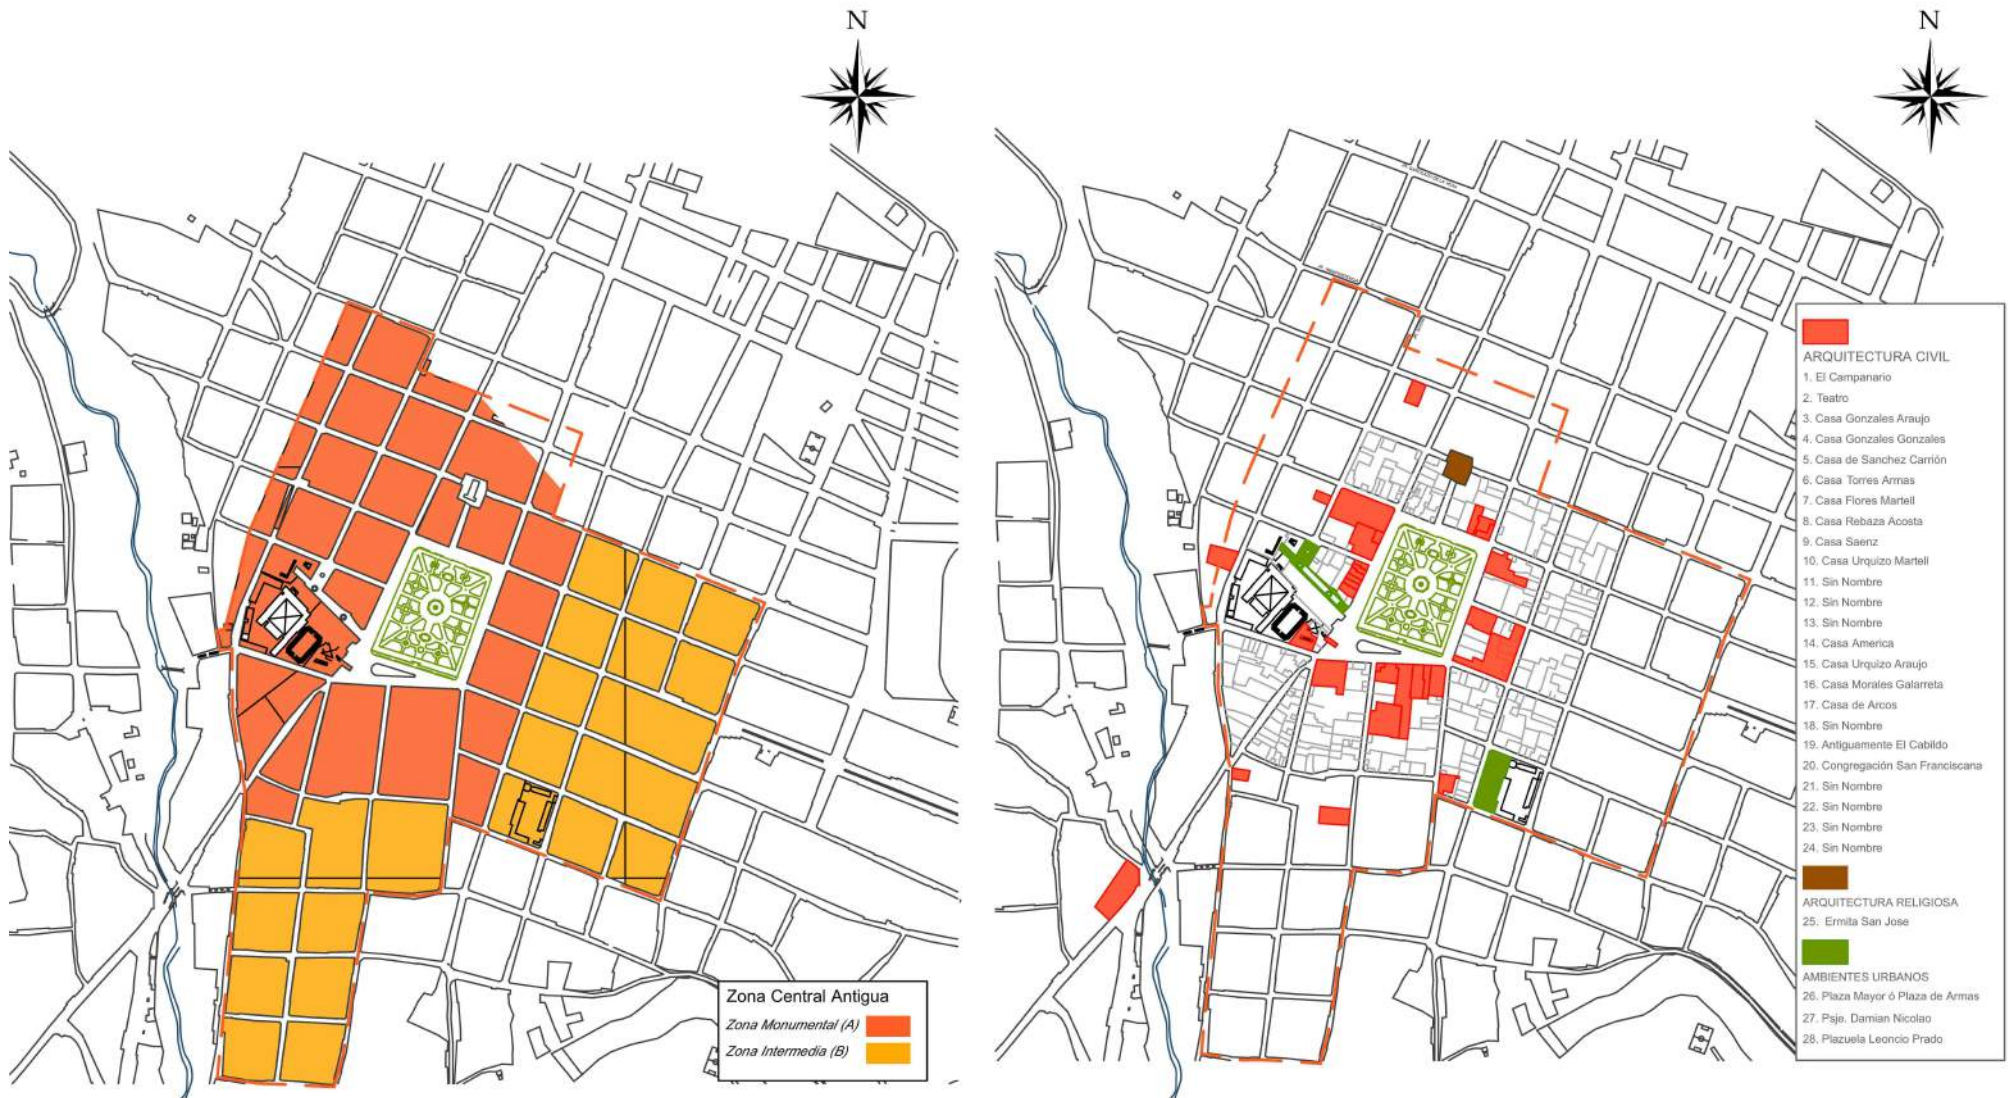 N
Zona Central Antigua
Zona Monumental (A)
Zona Intermedia (B)
N
ARQUITECTURA CIVIL
1. El Campanario
2. Teatro
3. Casa Gonzales Araujo
4. Casa Gonzales Gonzales
5. Casa de Sanchez Carrión
6. Casa Torres Armas
7. Casa Flores Martell
8. Casa Rebaza Acosta
9. Casa Saenz
10. Casa Urquizo Martell
11. Sin Nombre
12. Sin Nombre
13. Sin Nombre
14. Casa America
15. Casa Urquizo Araujo
16. Casa Morales Galarreta
17. Casa de Arcos
18. Sin Nombre
19. Antiguamente El Cabildo
20. Congregación San Franciscana
21. Sin Nombre
22. Sin Nombre
23. Sin Nombre
24. Sin Nombre
ARQUITECTURA RELIGIOSA
25. Ermita San Jose
AMBIENTES URBANOS
26. Plaza Mayor ó Plaza de Armas
27. Psje. Damian Nicolao
28. Plazuela Leoncio Prado